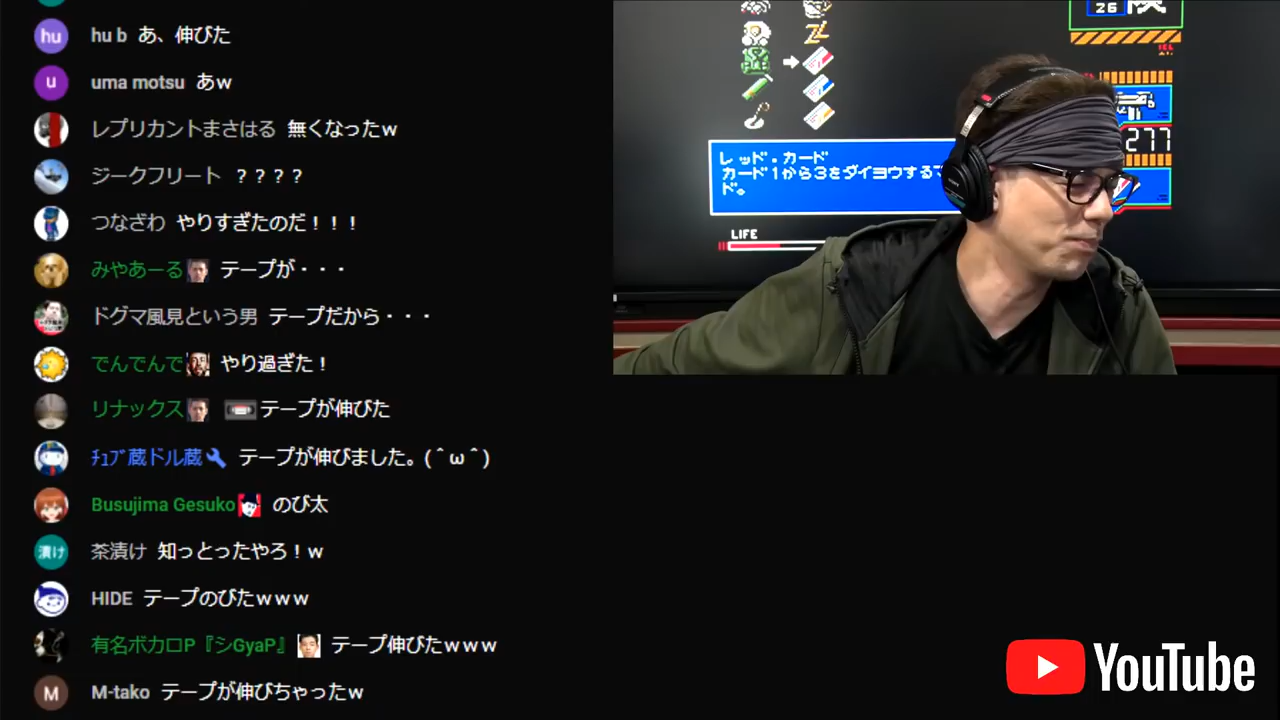 hu b あ、伸びた
uma motsu あw
レプリカントまさはる 無くなったｗ
ジークフリート ？？？？
つなざわ やりすぎたのだ！！！
みやあーる テープが・・・
ドグマ風見という男 テープだから・・・
でんでんで やり過ぎた！
リナックス テープが伸びた
ﾁｭﾌﾞ蔵ドル蔵 テープが伸びました。(＾ω＾)
Busujima Gesuko のび太
茶漬け 知っとったやろ！ｗ
HIDE テープのびたｗｗｗ
有名ボカロP『シGyaP』 テープ伸びたｗｗｗ
M-tako テープが伸びちゃったｗ
hu
u
漬け
M
26
277
レッド．カード
カード1から3をダイヨウする
ド。
LIFE
YouTube